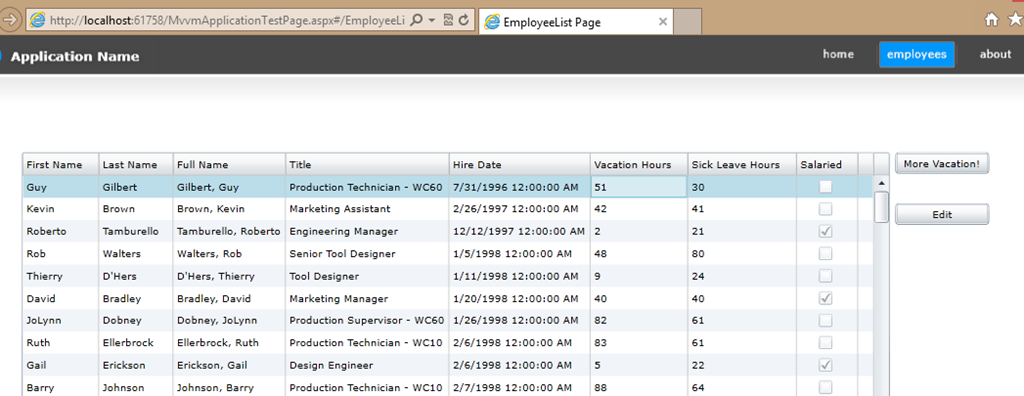 http://localhost:61758/MvvmApplicationTestPage.aspx#/EmployeeLi
EmployeeList Page
Application Name
home employees about
First Name Last Name Full Name Title Hire Date Vacation Hours Sick Leave Hours Salaried More Vacation!
Guy Gilbert Gilbert, Guy Production Technician - WC60 7/31/1996 12:00:00 AM 51 30
Kevin Brown Brown, Kevin Marketing Assistant 2/26/1997 12:00:00 AM 42 41 Edit
Roberto Tamburello Tamburello, Roberto Engineering Manager 12/12/1997 12:00:00 AM 2 21
Rob Walters Walters, Rob Senior Tool Designer 1/5/1998 12:00:00 AM 48 80
Thierry D'Hers D'Hers, Thierry Tool Designer 1/11/1998 12:00:00 AM 9 24
David Bradley Bradley, David Marketing Manager 1/20/1998 12:00:00 AM 40 40
JoLynn Dobney Dobney, JoLynn Production Supervisor - WC60 1/26/1998 12:00:00 AM 82 61
Ruth Ellerbrock Ellerbrock, Ruth Production Technician - WC10 2/6/1998 12:00:00 AM 83 61
Gail Erickson Erickson, Gail Design Engineer 2/6/1998 12:00:00 AM 5 22
Barry Johnson Johnson, Barry Production Technician - WC10 2/7/1998 12:00:00 AM 88 64